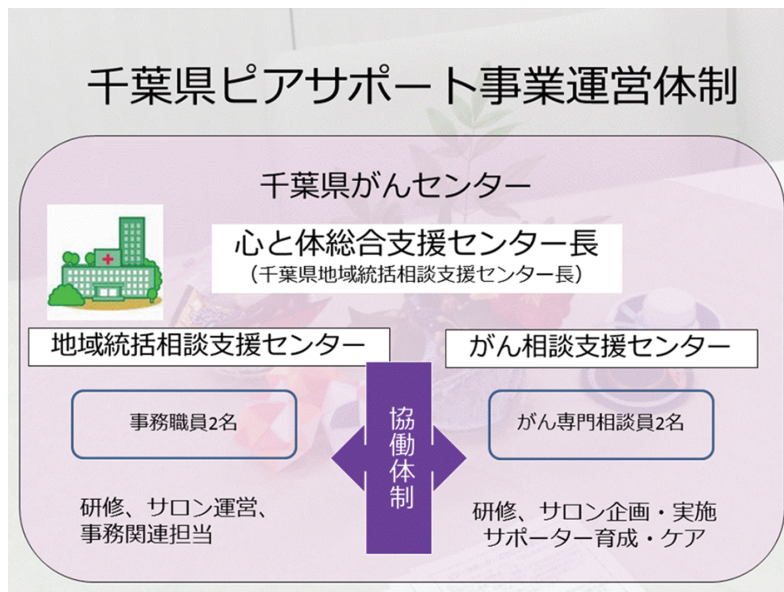 千葉県ピアサポート事業運営体制
千葉県がんセンター
心と体総合支援センター長
（千葉県地域統括相談支援センター長）
地域統括相談支援センター
がん相談支援センター
事務職員2名
協働体制
がん専門相談員2名
研修、サロン運営、
事務関連担当
研修、サロン企画・実施
サポーター育成・ケア